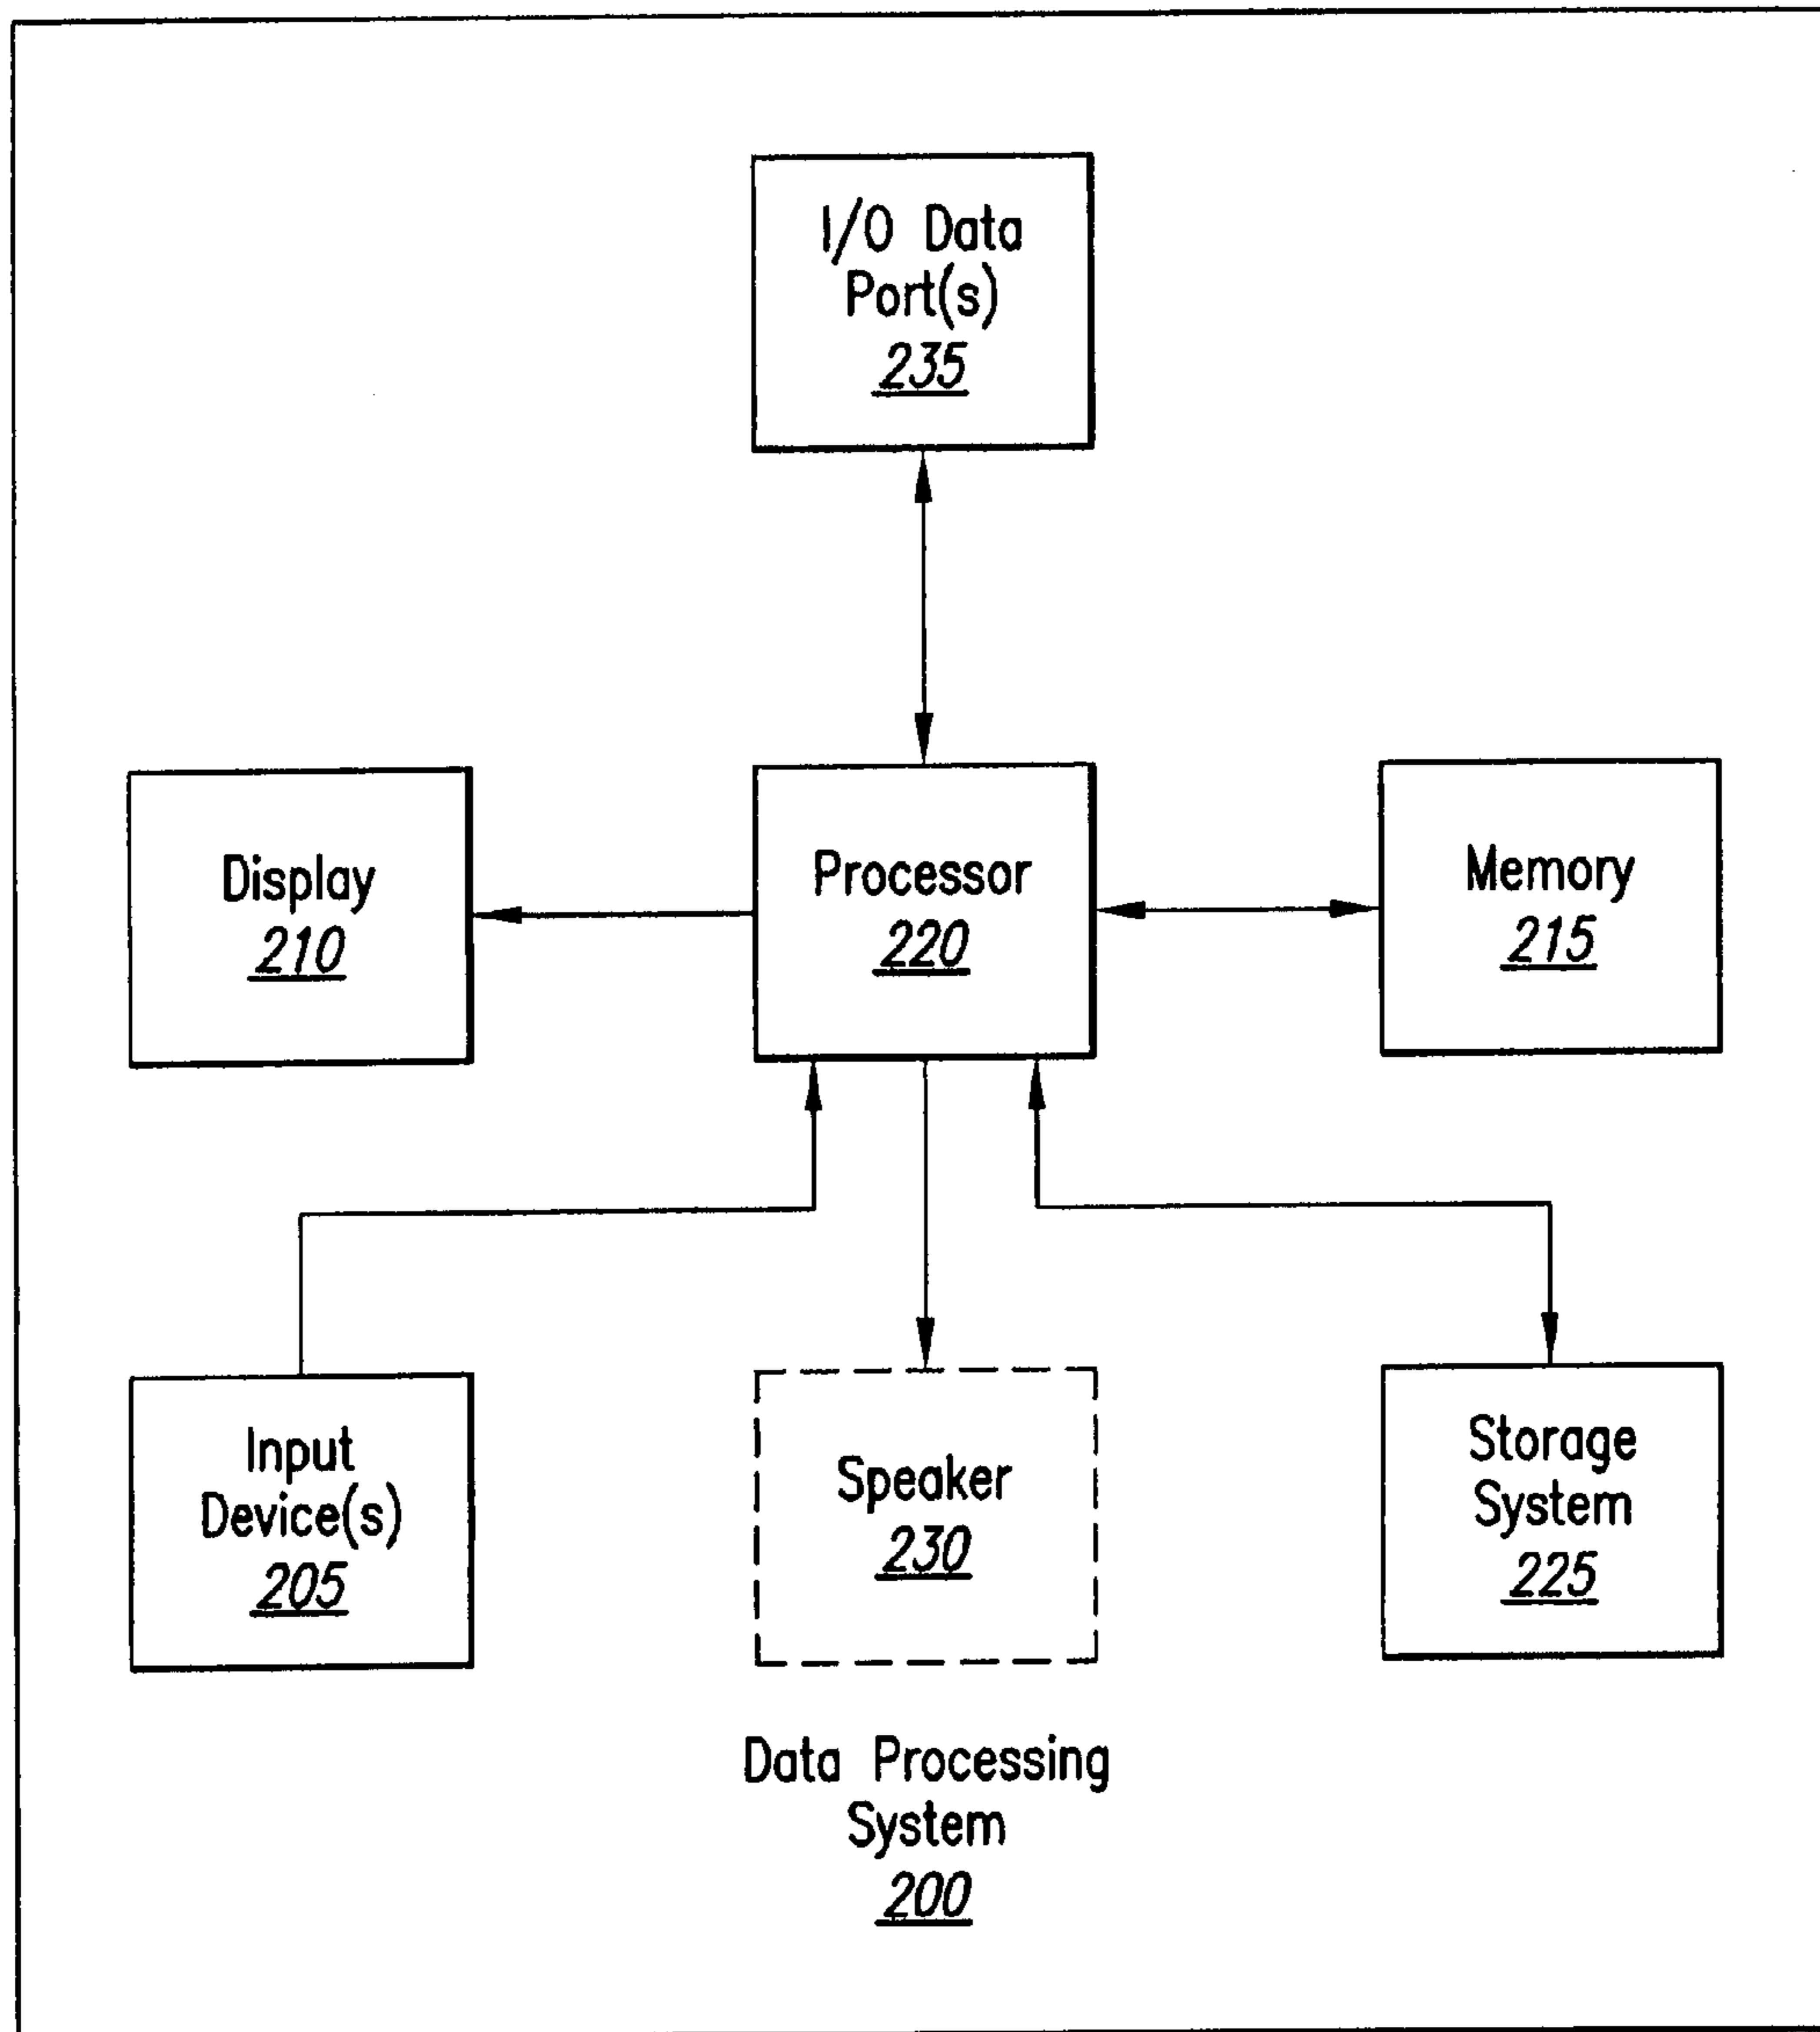 I/O Data
Port(s)
235
Display
210
Processor
220
Memory
215
Input
Device(s)
205
Speaker
230
Storage
System
225
Data Processing
System
200